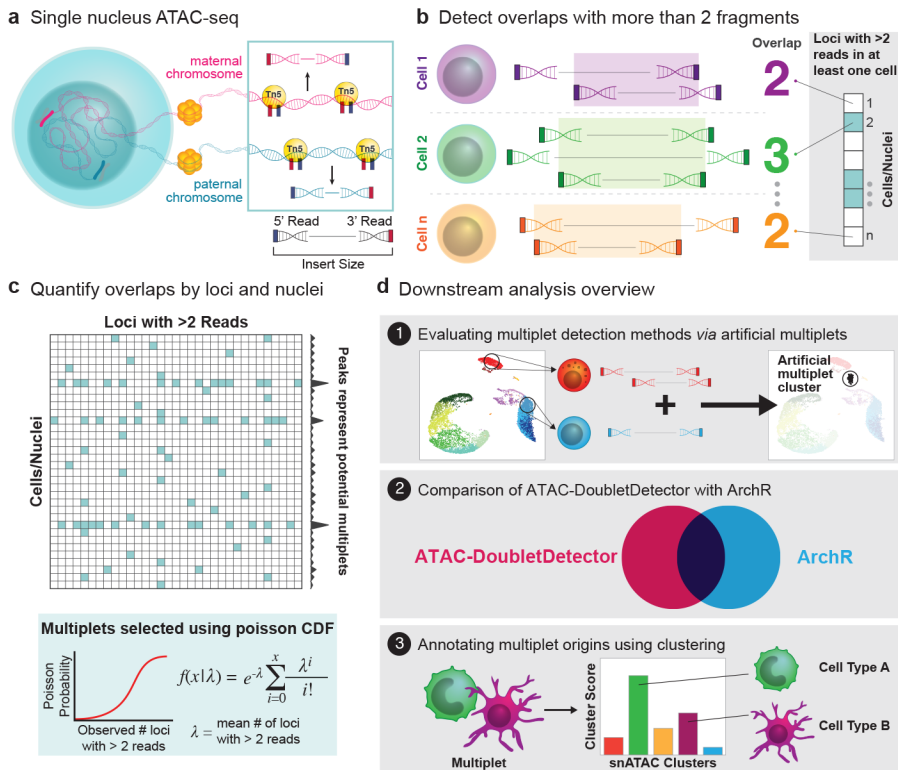 a Single nucleus ATAC-seq
maternal
chromosome
Tn5
Tn5
Tn5
Tn5
paternal
chromosome
5' Read
3' Read
Insert Size
b Detect overlaps with more than 2 fragments
Overlap
Loci with >2
reads in at
least one cell
Cell 1
2
1
2
Cell 2
3
Cells/Nuclei
Cell n
2
n
c Quantify overlaps by loci and nuclei
Loci with >2 Reads
Cells/Nuclei
Peaks represent potential multiplets
Multiplets selected using poisson CDF
Poisson
Probability
Observed # loci
with > 2 reads
f(x|λ) = e^{-λ} \sum_{i=0}^{x} \frac{λ^i}{i!}
λ = mean # of loci
with > 2 reads
d Downstream analysis overview
1 Evaluating multiplet detection methods via artificial multiplets
+
Artificial
multiplet
cluster
2 Comparison of ATAC-DoubletDetector with ArchR
ATAC-DoubletDetector
ArchR
3 Annotating multiplet origins using clustering
Multiplet
Cluster Score
snATAC Clusters
Cell Type A
Cell Type B